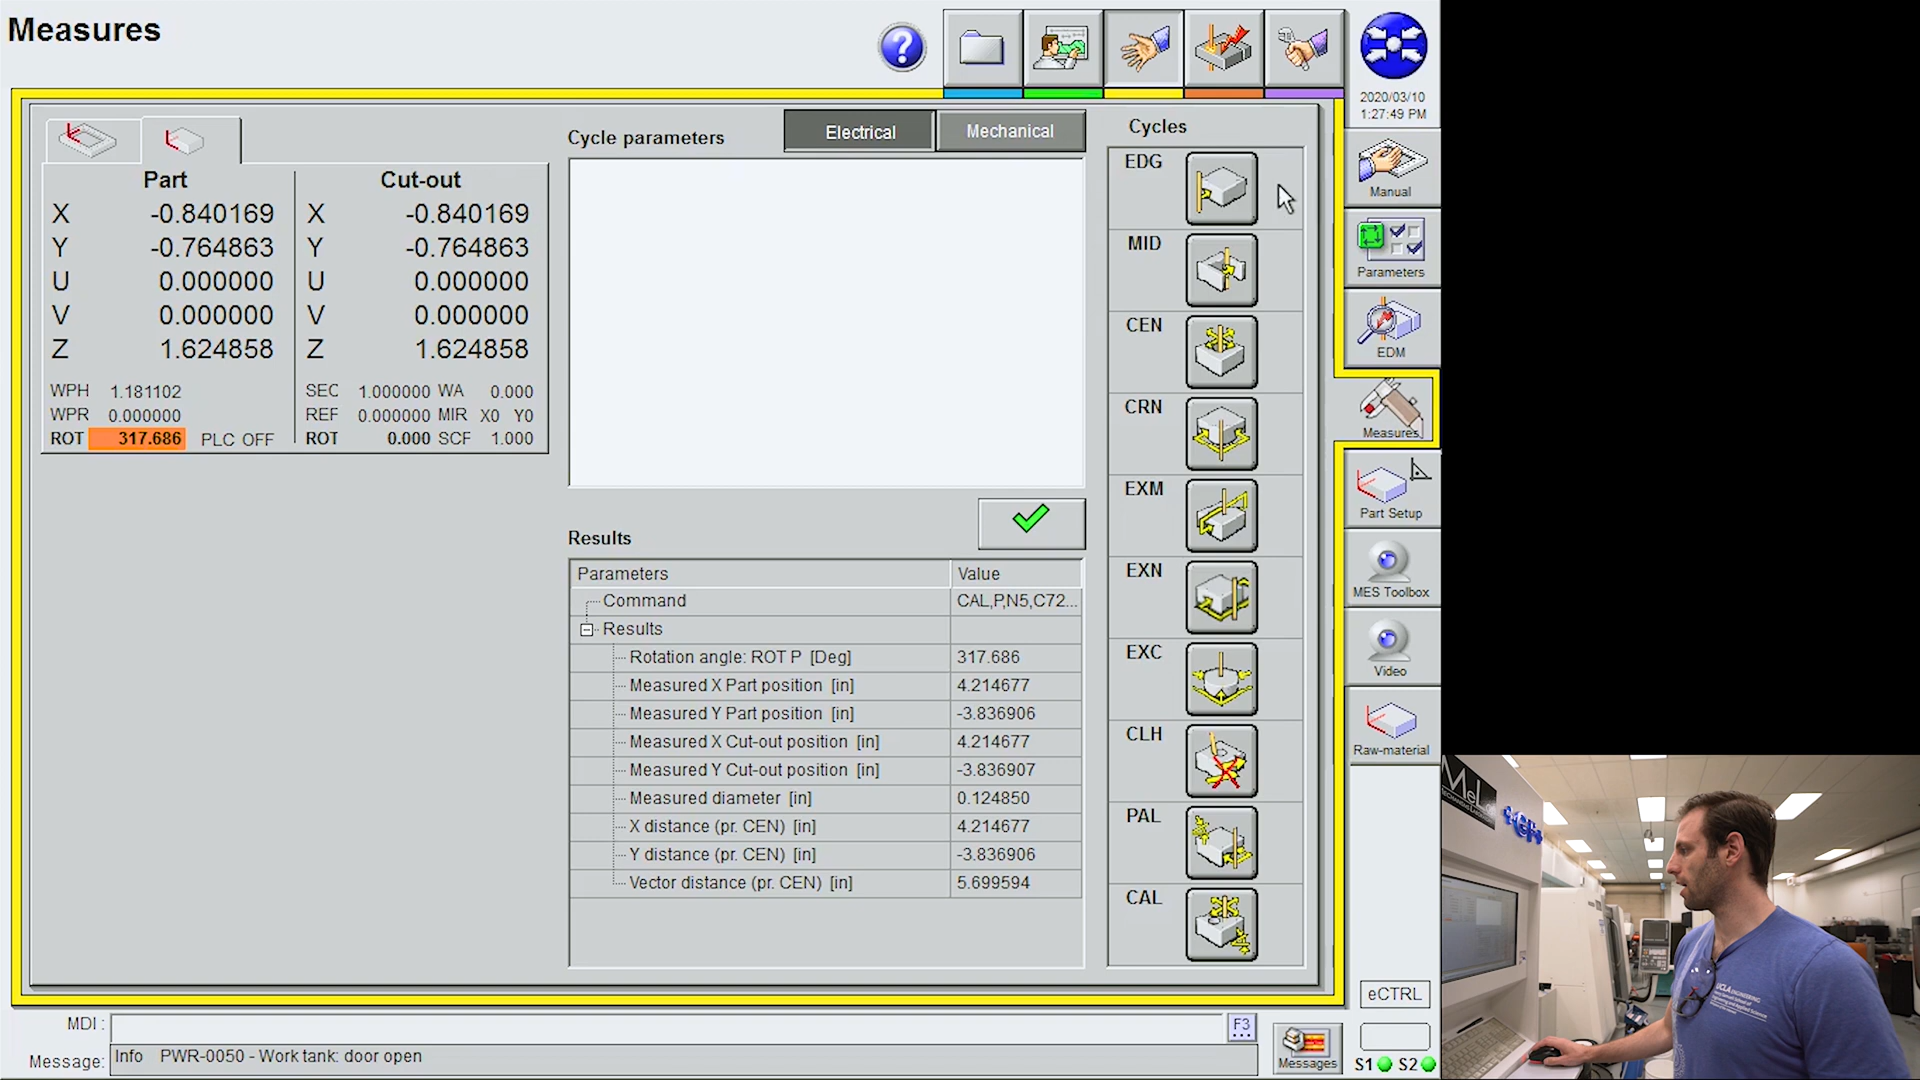 Measures
2020/03/10
1:27:49 PM
Part
X -0.840169
Y -0.764863
U 0.000000
V 0.000000
Z 1.624858
WPH 1.181102
WPR 0.000000
ROT 317.686 PLC OFF
Cut-out
X -0.840169
Y -0.764863
U 0.000000
V 0.000000
Z 1.624858
SEC 1.000000 WA 0.000
REF 0.000000 MIR X0 Y0
ROT 0.000 SCF 1.000
Cycle parameters
Electrical
Mechanical
Results
Parameters Value
Command CAL,P,N5,C72...
Results
Rotation angle: ROT P [Deg] 317.686
Measured X Part position [in] 4.214677
Measured Y Part position [in] -3.836906
Measured X Cut-out position [in] 4.214677
Measured Y Cut-out position [in] -3.836907
Measured diameter [in] 0.124850
X distance (pr. CEN) [in] 4.214677
Y distance (pr. CEN) [in] -3.836906
Vector distance (pr. CEN) [in] 5.699594
Cycles
EDG
MID
CEN
CRN
EXM
EXN
EXC
CLH
PAL
CAL
Manual
Parameters
EDM
Measures
Part Setup
MES Toolbox
Video
Raw-material
eCTRL
S1 S2
MDI :
F3
Message: Info PWR-0050 - Work tank: door open
Messages
UCLA ENGINEERING